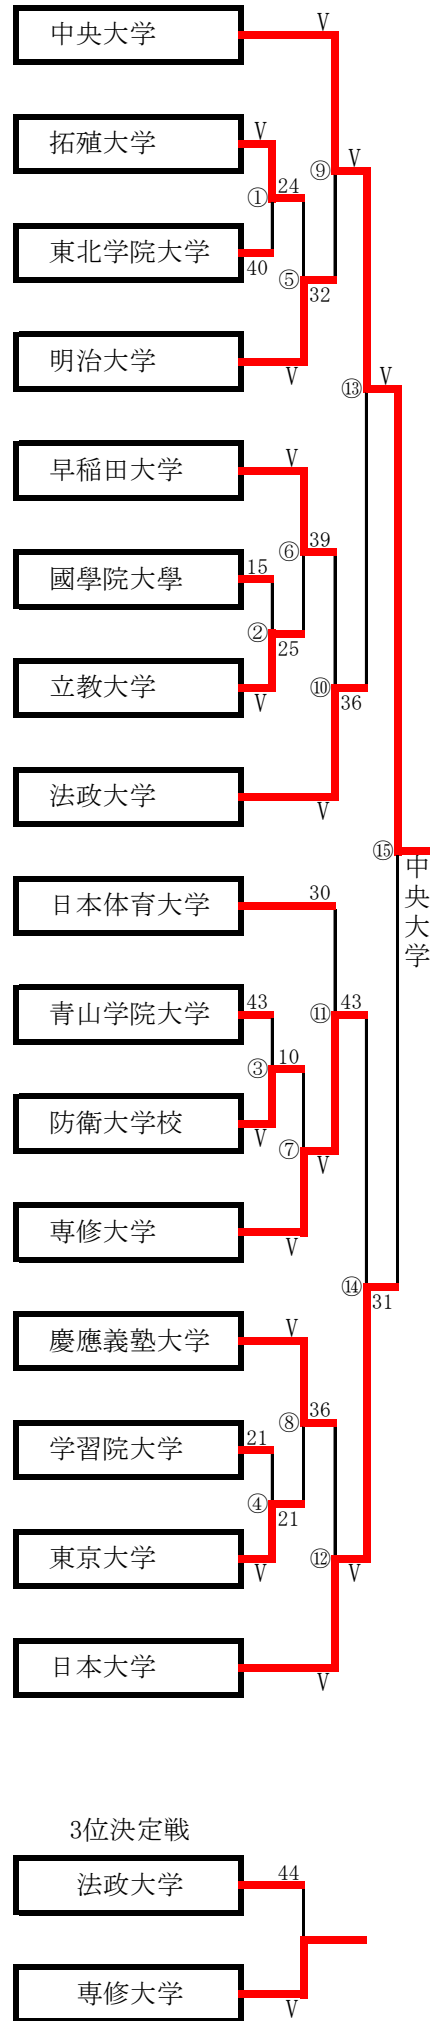 中央大学
V
拓殖大学
V
⑨
V
①
24
東北学院大学
40
⑤
32
明治大学
V
⑬
V
早稲田大学
V
⑥
39
國學院大學
15
②
25
立教大学
V
⑩
36
法政大学
V
⑮
中央大学
日本体育大学
30
青山学院大学
43
⑪
43
③
10
防衛大学校
V
⑦
V
専修大学
V
⑭
31
慶應義塾大学
V
⑧
36
学習院大学
21
④
21
東京大学
V
⑫
V
日本大学
V
3位決定戦
法政大学
44
専修大学
V